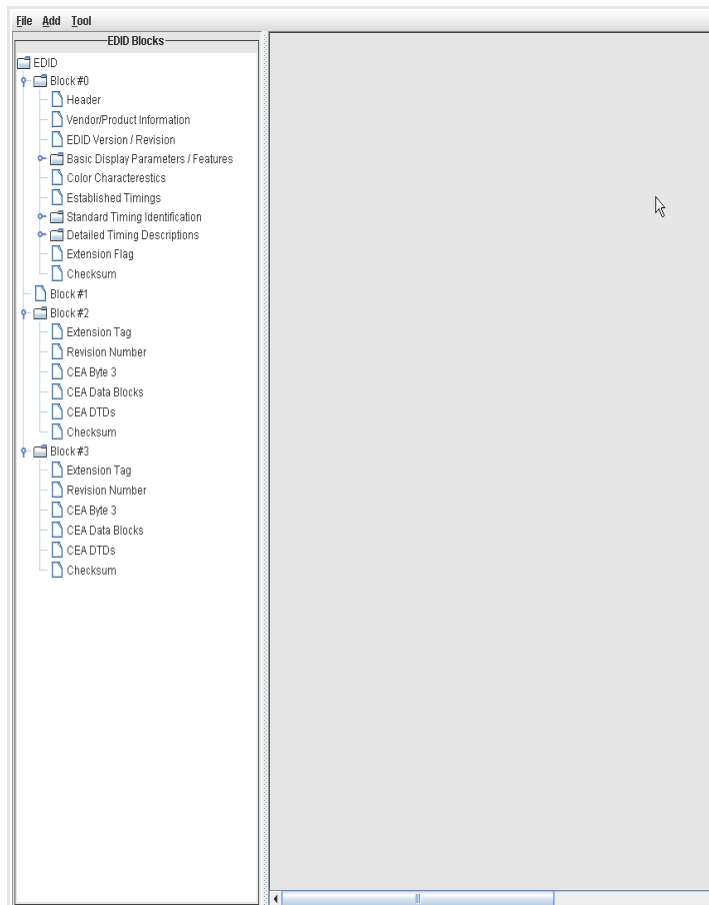 File Add Tool
EDID Blocks
EDID
Block #0
Header
Vendor/Product Information
EDID Version / Revision
Basic Display Parameters / Features
Color Characterestics
Established Timings
Standard Timing Identification
Detailed Timing Descriptions
Extension Flag
Checksum
Block #1
Block #2
Extension Tag
Revision Number
CEA Byte 3
CEA Data Blocks
CEA DTDs
Checksum
Block #3
Extension Tag
Revision Number
CEA Byte 3
CEA Data Blocks
CEA DTDs
Checksum